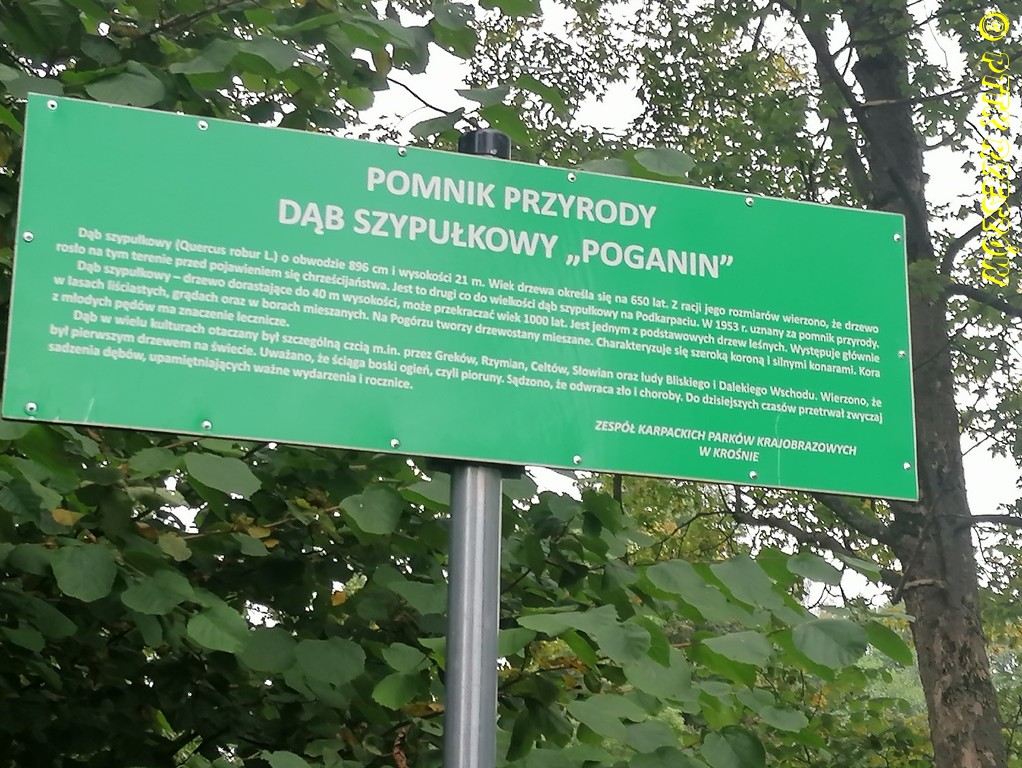 POMNIK PRZYRODY
DĄB SZYPUŁKOWY „POGANIN”
Dąb szypułkowy (Quercus robur L.) o obwodzie 896 cm i wysokości 21 m. Wiek drzewa określa się na 650 lat. Z racji jego rozmiarów wierzono, że drzewo
rosło na tym terenie przed pojawieniem się chrześcijaństwa. Jest to drugi co do wielkości dąb szypułkowy na Podkarpaciu. W 1953 r. uznany za pomnik przyrody.
Dąb szypułkowy – drzewo dorastające do 40 m wysokości, może przekraczać wiek 1000 lat. Jest jednym z podstawowych drzew leśnych. Występuje głównie
w lasach liściastych, grądach oraz w borach mieszanych. Na Pogórzu tworzy drzewostany mieszane. Charakteryzuje się szeroką koroną i silnymi konarami. Kora
z młodych pędów ma znaczenie lecznicze.
Dąb w wielu kulturach otaczany był szczególną czcią m.in. przez Greków, Rzymian, Celtów, Słowian oraz ludy Bliskiego i Dalekiego Wschodu. Wierzono, że
był pierwszym drzewem na świecie. Uważano, że ściąga boski ogień, czyli pioruny. Sądzono, że odwraca zło i choroby. Do dzisiejszych czasów przetrwał zwyczaj
sadzenia dębów, upamiętniających ważne wydarzenia i rocznice.
ZESPÓŁ KARPACKICH PARKÓW KRAJOBRAZOWYCH
W KROŚNIE
© PTTK RZESZÓW